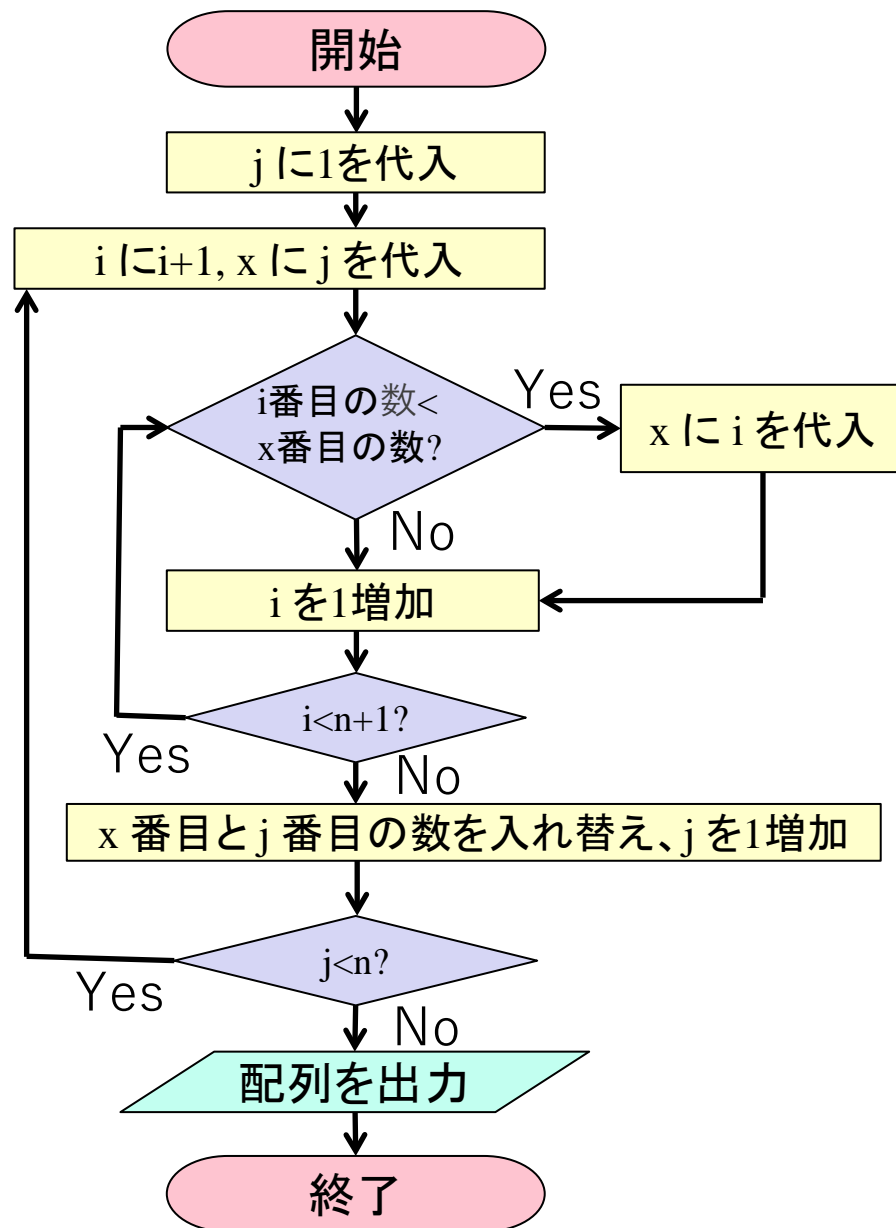 開始
j に1を代入
i にi+1, x に j を代入
i番目の数<
x番目の数?
Yes
x に i を代入
No
i を1増加
i<n+1?
Yes
No
x 番目と j 番目の数を入れ替え、j を1増加
j<n?
Yes
No
配列を出力
終了